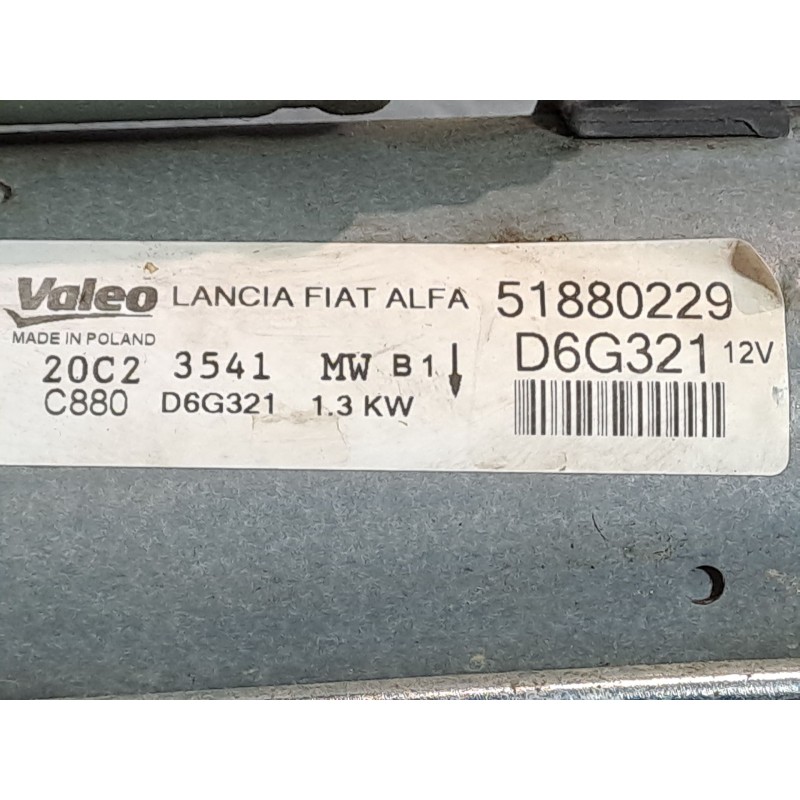 Valeo LANCIA FIAT ALFA 51880229
MADE IN POLAND D6G321 12V
20C2 3541 MW B1
C880 D6G321 1.3 KW